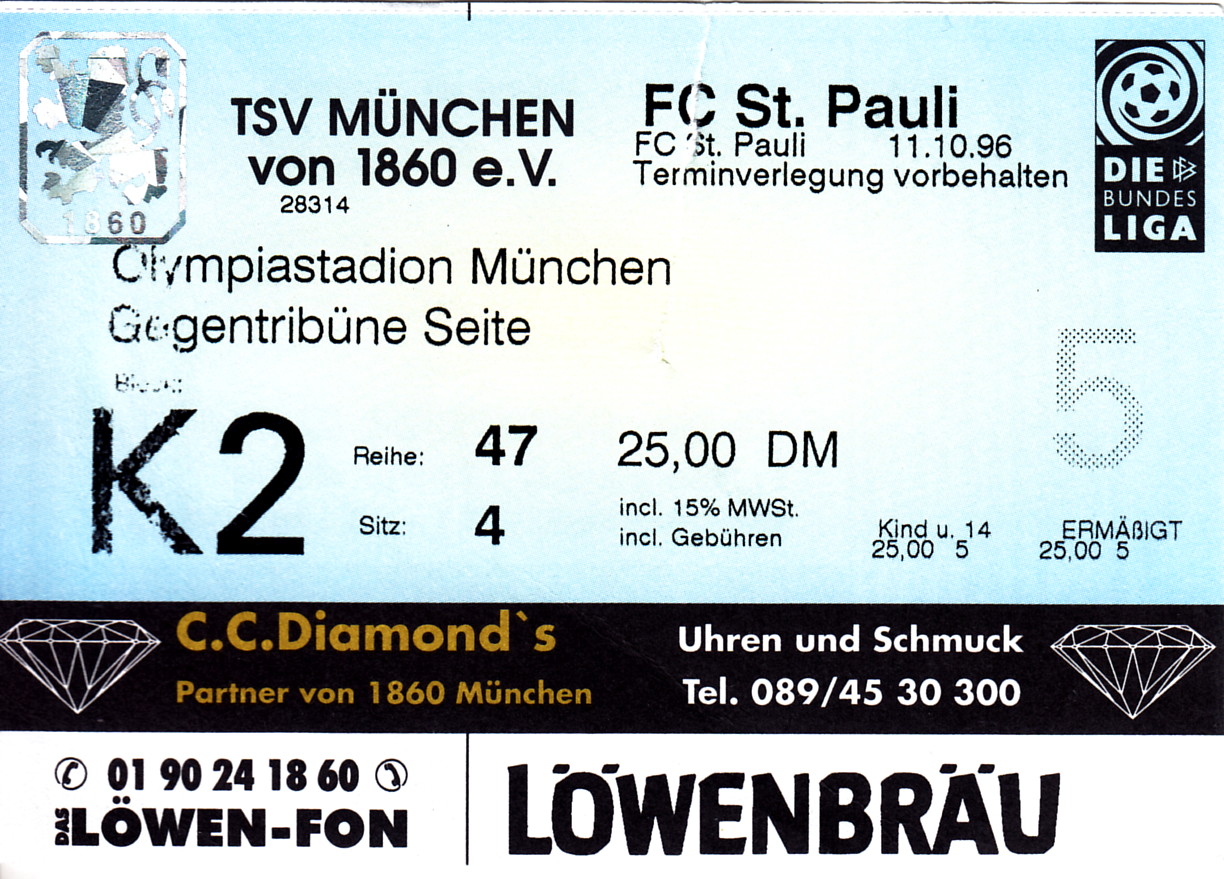 1860
TSV MÜNCHEN
von 1860 e.V.
28314
FC St. Pauli
FC St. Pauli 11.10.96
Terminverlegung vorbehalten
DIE DFB
BUNDES
LIGA
Olympiastadion München
Gegentribüne Seite
Block:
K2
Reihe: 47
Sitz: 4
25,00 DM
incl. 15% MWSt.
incl. Gebühren
5
Kind u. 14
25,00 5
ERMÄßIGT
25,00 5
C.C.Diamond`s
Partner von 1860 München
Uhren und Schmuck
Tel. 089/45 30 300
01 90 24 18 60
DAS LÖWEN-FON
LÖWENBRÄU